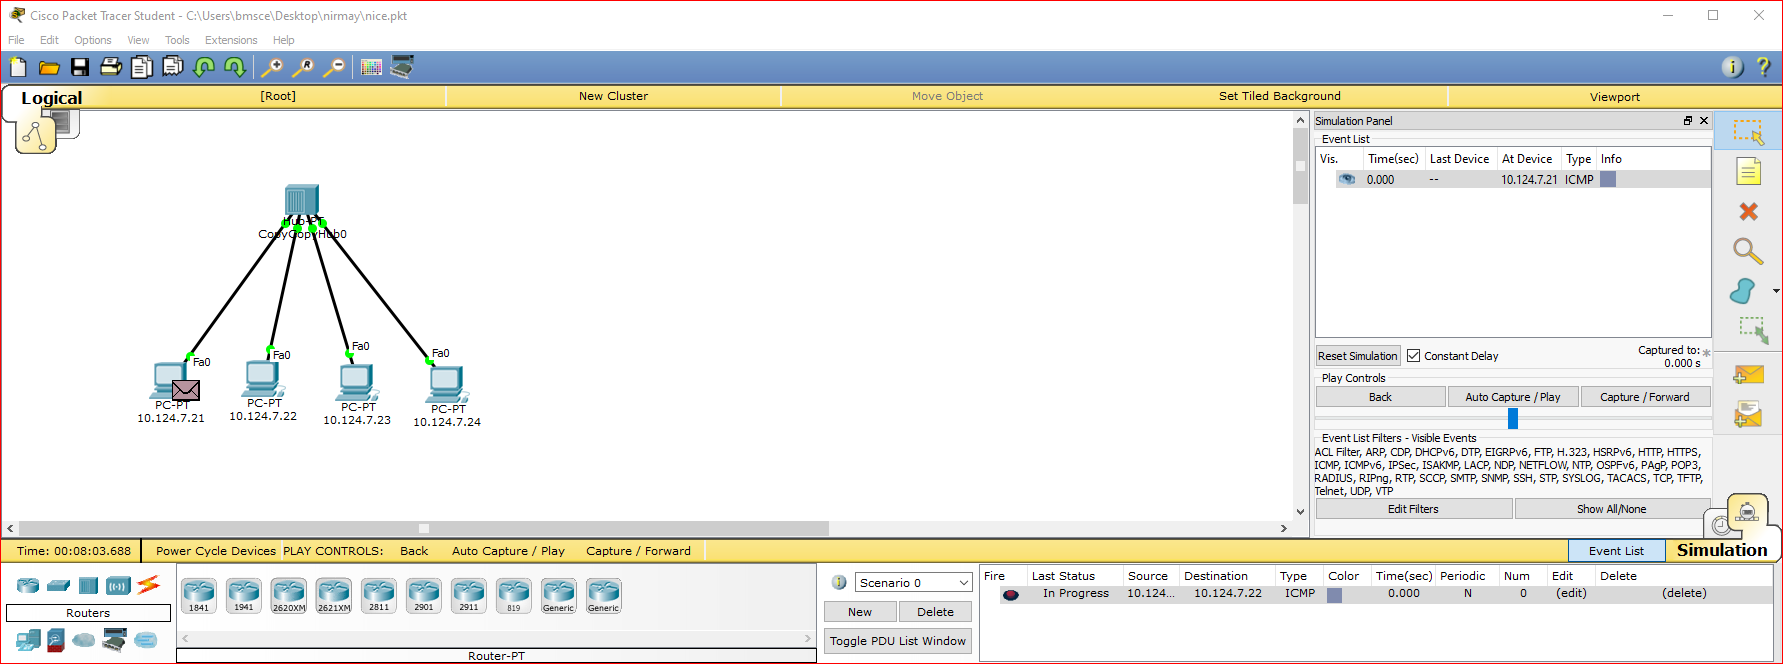 Cisco Packet Tracer Student - C:\Users\bmsce\Desktop\nirmay\nice.pkt
File Edit Options View Tools Extensions Help
Logical [Root] New Cluster Move Object Set Tiled Background Viewport
Hub-PT
CopyCopyHub0
Fa0 Fa0 Fa0 Fa0
PC-PT PC-PT PC-PT PC-PT
10.124.7.21 10.124.7.22 10.124.7.23 10.124.7.24
Simulation Panel
Event List
Vis. Time(sec) Last Device At Device Type Info
0.000 -- 10.124.7.21 ICMP
Reset Simulation Constant Delay Captured to: *
0.000 s
Play Controls
Back Auto Capture / Play Capture / Forward
Event List Filters - Visible Events
ACL Filter, ARP, CDP, DHCPv6, DTP, EIGRPv6, FTP, H.323, HSRPv6, HTTP, HTTPS,
ICMP, ICMPv6, IPSec, ISAKMP, LACP, NDP, NETFLOW, NTP, OSPFv6, PAgP, POP3,
RADIUS, RIPng, RTP, SCCP, SMTP, SNMP, SSH, STP, SYSLOG, TACACS, TCP, TFTP,
Telnet, UDP, VTP
Edit Filters Show All/None
Time: 00:08:03.688 Power Cycle Devices PLAY CONTROLS: Back Auto Capture / Play Capture / Forward Event List Simulation
Routers
1841 1941 2620XM 2621XM 2811 2901 2911 819 Generic Generic
Router-PT
Scenario 0
New Delete
Toggle PDU List Window
Fire Last Status Source Destination Type Color Time(sec) Periodic Num Edit Delete
In Progress 10.124... 10.124.7.22 ICMP 0.000 N 0 (edit) (delete)